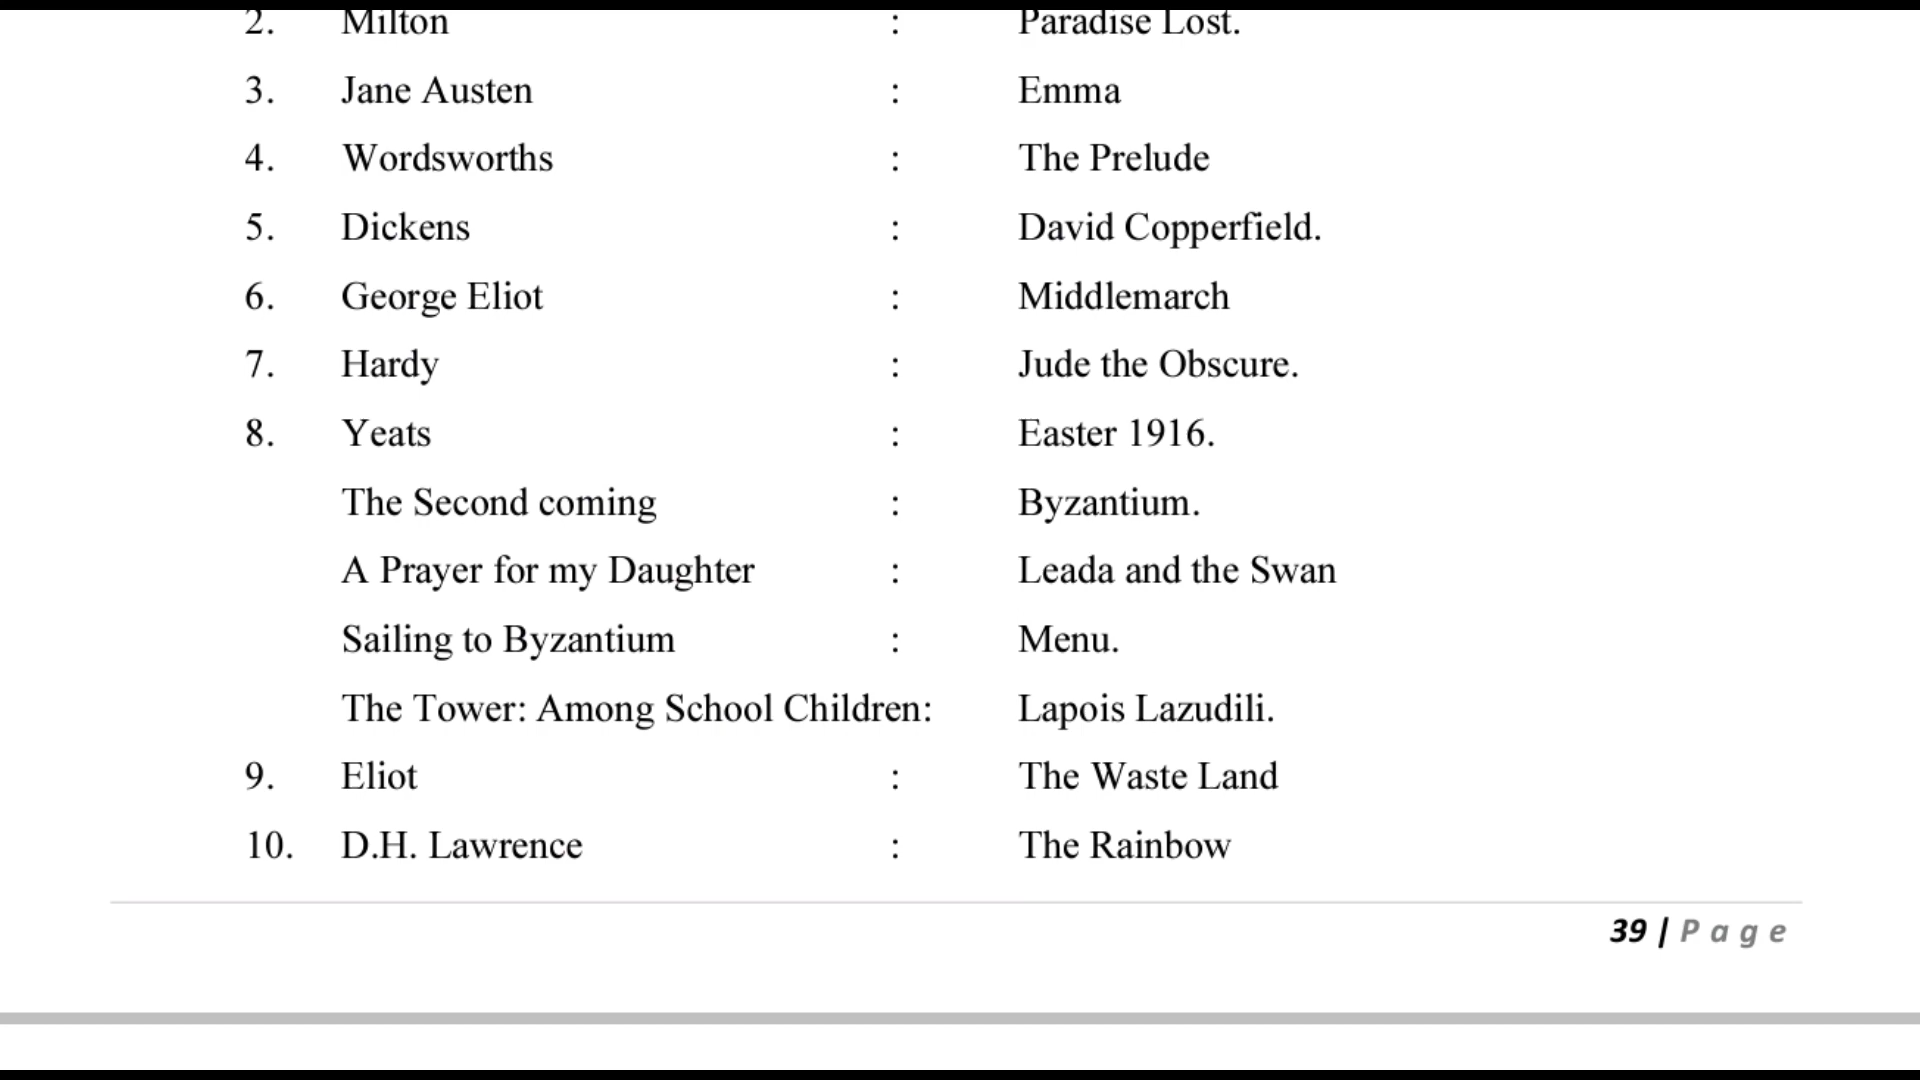 2. Milton : Paradise Lost.
3. Jane Austen : Emma
4. Wordsworths : The Prelude
5. Dickens : David Copperfield.
6. George Eliot : Middlemarch
7. Hardy : Jude the Obscure.
8. Yeats : Easter 1916.
The Second coming : Byzantium.
A Prayer for my Daughter : Leada and the Swan
Sailing to Byzantium : Menu.
The Tower: Among School Children: Lapois Lazudili.
9. Eliot : The Waste Land
10. D.H. Lawrence : The Rainbow
39 | Page